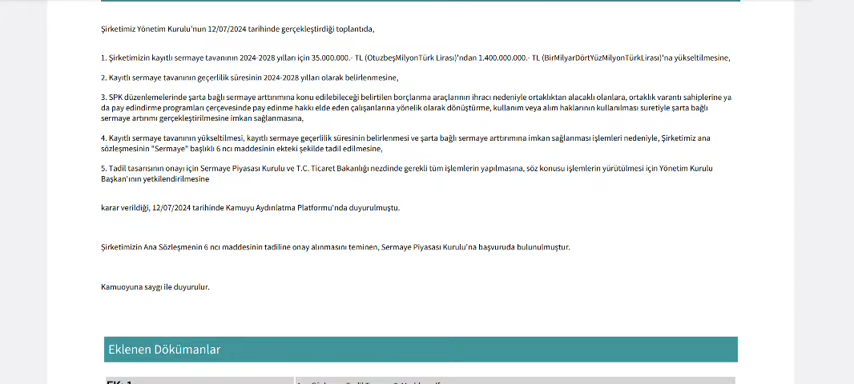 Şirketimiz Yönetim Kurulu'nun 12/07/2024 tarihinde gerçekleştirdiği toplantıda,
1. Şirketimizin kayıtlı sermaye tavanının 2024-2028 yılları için 35.000.000.- TL (OtuzbeşMilyonTürk Lirası)'ndan 1.400.000.000.- TL (BirMilyarDörtYüzMilyonTürkLirası)'na yükseltilmesine,
2. Kayıtlı sermaye tavanının geçerlilik süresinin 2024-2028 yılları olarak belirlenmesine,
3. SPK düzenlemelerinde şarta bağlı sermaye arttırımına konu edilebileceği belirtilen borçlanma araçlarının ihracı nedeniyle ortaklıktan alacaklı olanlara, ortaklık varantı sahiplerine ya
da pay edindirme programları çerçevesinde pay edinme hakkı elde eden çalışanlarına yönelik olarak dönüştürme, kullanım veya alım haklarının kullanılması suretiyle şarta bağlı
sermaye artımı gerçekleştirilmesine imkan sağlanmasına,
4. Kayıtlı sermaye tavanının yükseltilmesi, kayıtlı sermaye geçerlilik süresinin belirlenmesi ve şarta bağlı sermaye arttırımına imkan sağlanması işlemleri nedeniyle, Şirketimiz ana
sözleşmesinin "Sermaye" başlıklı 6 ncı maddesinin ekteki şekilde tadil edilmesine,
5. Tadil tasarısının onayı için Sermaye Piyasası Kurulu ve T.C. Ticaret Bakanlığı nezdinde gerekli tüm işlemlerin yapılmasına, söz konusu işlemlerin yürütülmesi için Yönetim Kurulu
Başkan'ının yetkilendirilmesine
karar verildiği, 12/07/2024 tarihinde Kamuyu Aydınlatma Platformu'nda duyurulmuştu.
Şirketimizin Ana Sözleşmenin 6 ncı maddesinin tadiline onay alınmasını teminen, Sermaye Piyasası Kurulu'na başvuruda bulunulmuştur.
Kamuoyuna saygı ile duyurulur.
Eklenen Dökümanlar
EK: 1